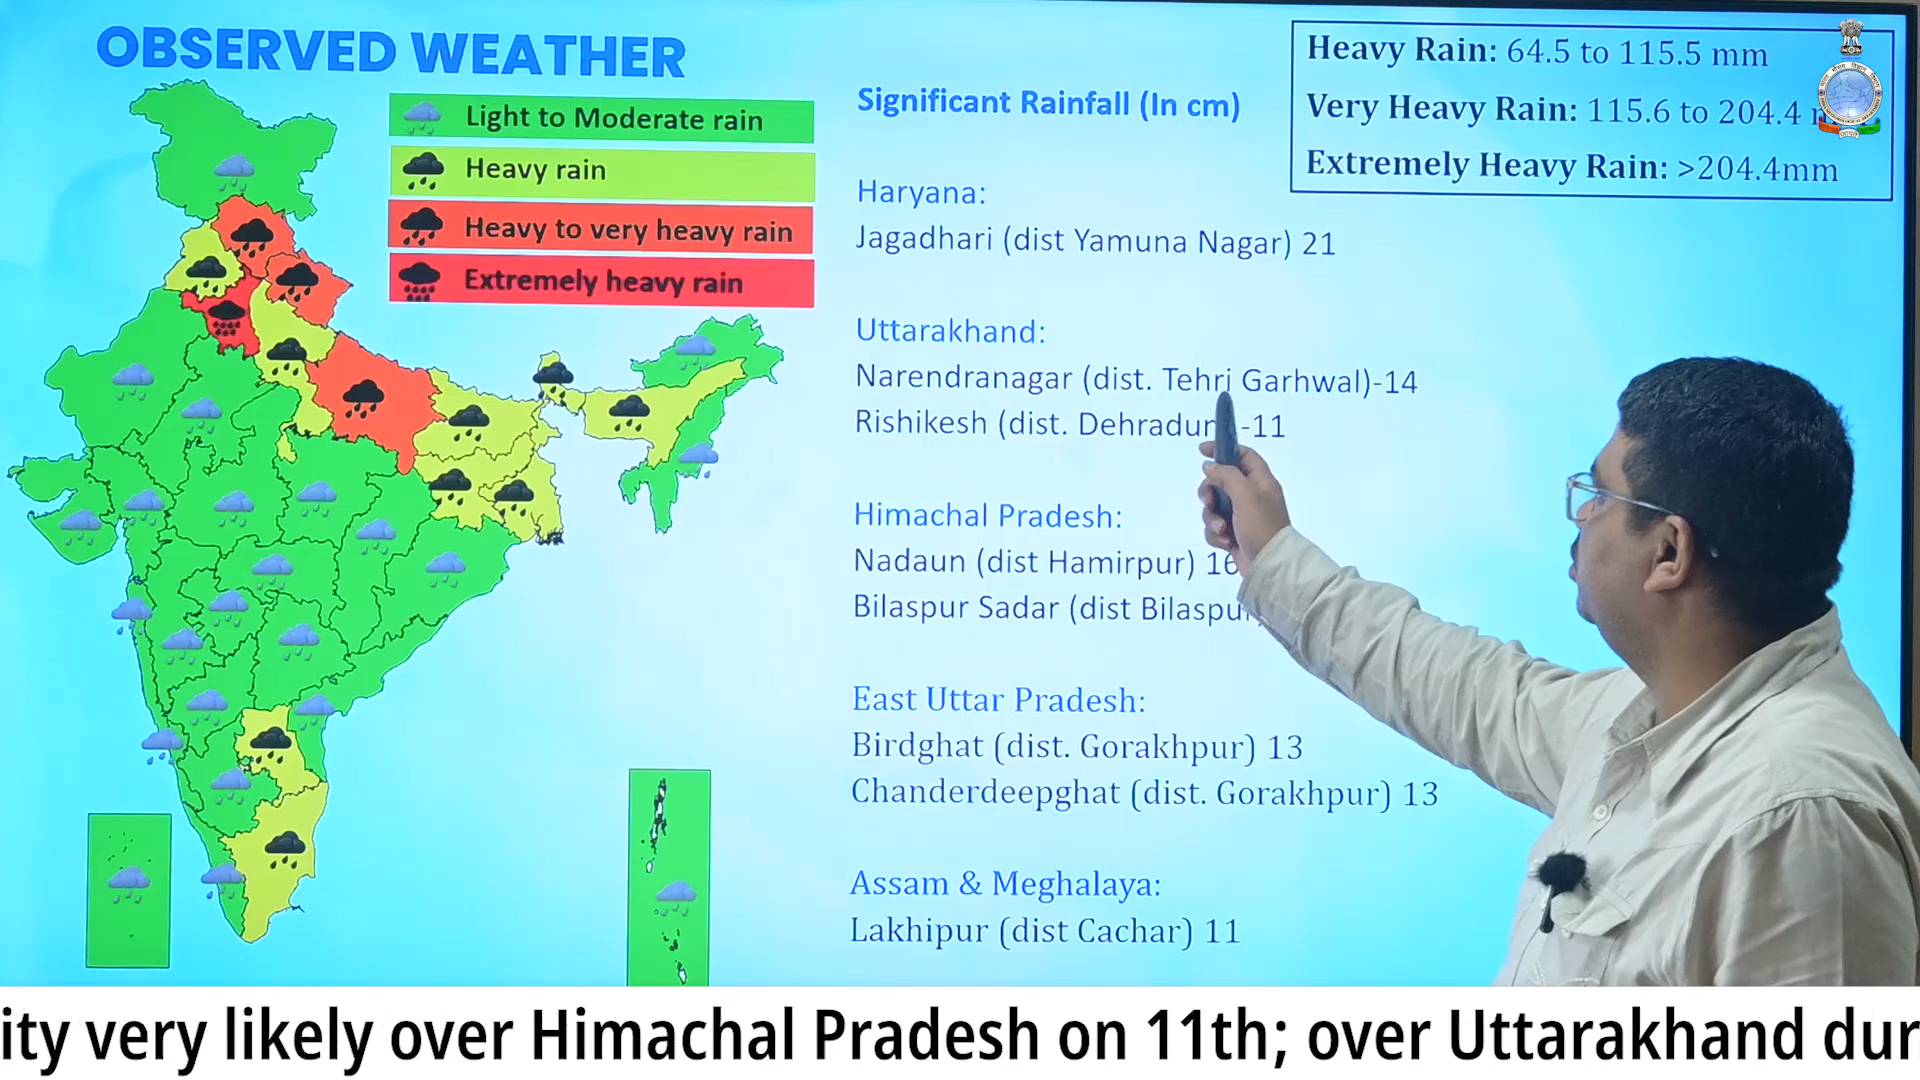 OBSERVED WEATHER
Light to Moderate rain
Heavy rain
Heavy to very heavy rain
Extremely heavy rain
Significant Rainfall (In cm)
Haryana:
Jagadhari (dist Yamuna Nagar) 21
Uttarakhand:
Narendranagar (dist. Tehri Garhwal)-14
Rishikesh (dist. Dehradun -11
Himachal Pradesh:
Nadaun (dist Hamirpur) 16
Bilaspur Sadar (dist
East Uttar Pradesh:
Birdghat (dist. Gorakhpur) 13
Chanderdeepghat (dist. Gorakhpur) 13
Assam & Meghalaya:
Lakhipur (dist Cachar) 11
Heavy Rain: 64.5 to 115.5 mm
Very Heavy Rain: 115.6 to 204.4
Extremely Heavy Rain: >204.4mm
ity very likely over Himachal Pradesh on 11th; over Uttarakhand dur